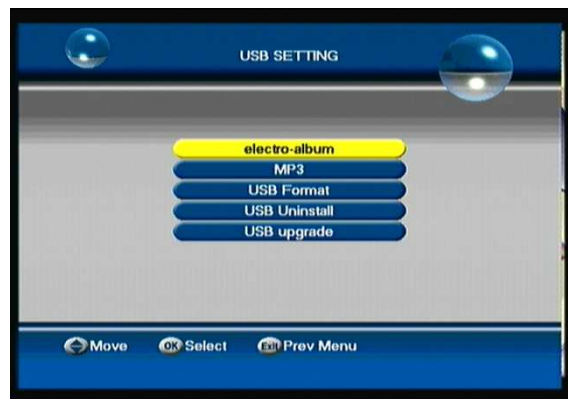 USB SETTING
electro-album
MP3
USB Format
USB Uninstall
USB upgrade
Move OK Select Exit Prev Menu